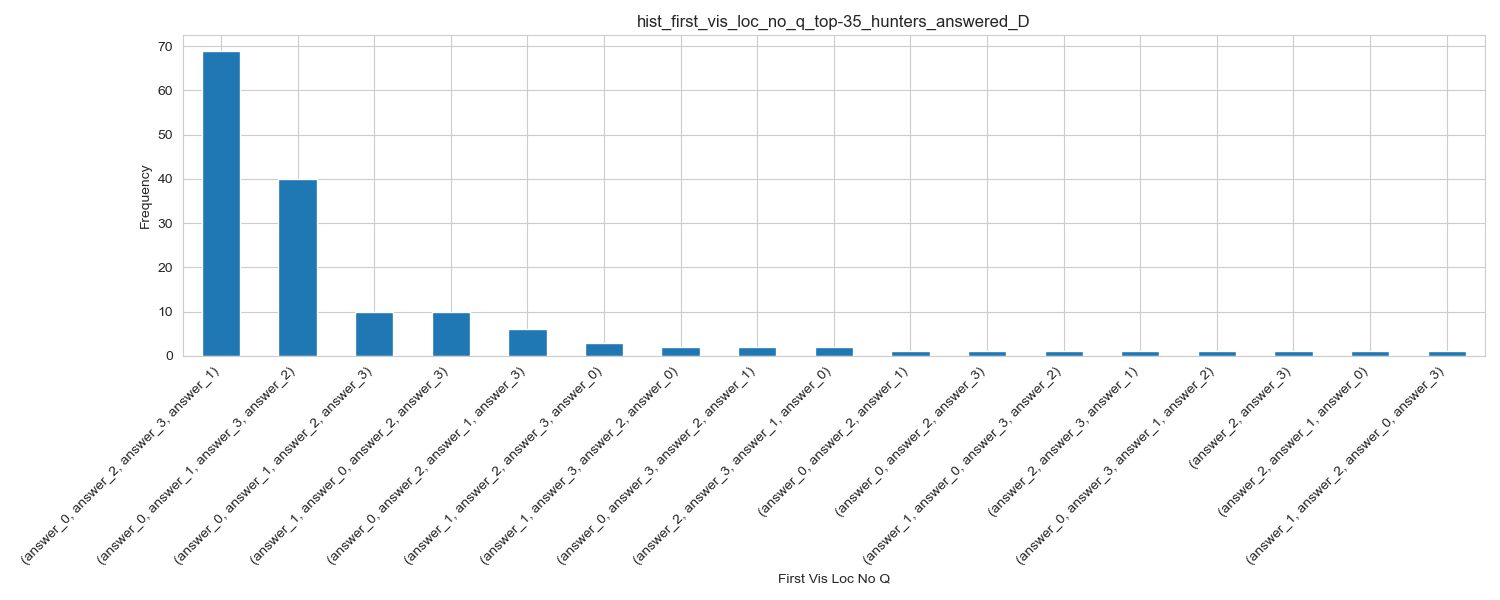 hist_first_vis_loc_no_q_top-35_hunters_answered_D
70
60
50
40
30
20
10
0
Frequency
(answer_0, answer_2, answer_3, answer_1)
(answer_0, answer_1, answer_3, answer_2)
(answer_0, answer_1, answer_2, answer_3)
(answer_1, answer_0, answer_2, answer_3)
(answer_0, answer_2, answer_1, answer_3)
(answer_1, answer_2, answer_3, answer_0)
(answer_1, answer_3, answer_2, answer_0)
(answer_0, answer_3, answer_2, answer_1)
(answer_2, answer_3, answer_1, answer_0)
(answer_0, answer_2, answer_1)
(answer_0, answer_2, answer_3)
(answer_1, answer_0, answer_3, answer_2)
(answer_2, answer_3, answer_1)
(answer_0, answer_3, answer_1, answer_2)
(answer_2, answer_3)
(answer_2, answer_1, answer_0)
(answer_1, answer_2, answer_0, answer_3)
First Vis Loc No Q